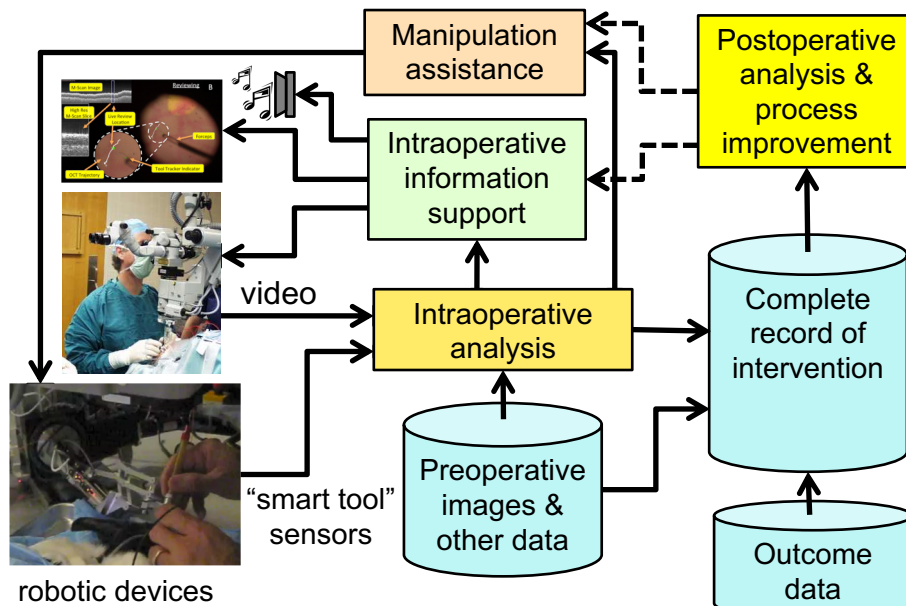 Manipulation
assistance
Postoperative
analysis &
process
improvement
M-Scan Image
Reviewing
B
High Res
M-Scan Slice
Live Review
Location
Forceps
OCT Trajectory
Tool Tracker Indicator
Intraoperative
information
support
video
Intraoperative
analysis
Complete
record of
intervention
Preoperative
images &
other data
“smart tool”
sensors
robotic devices
Outcome
data